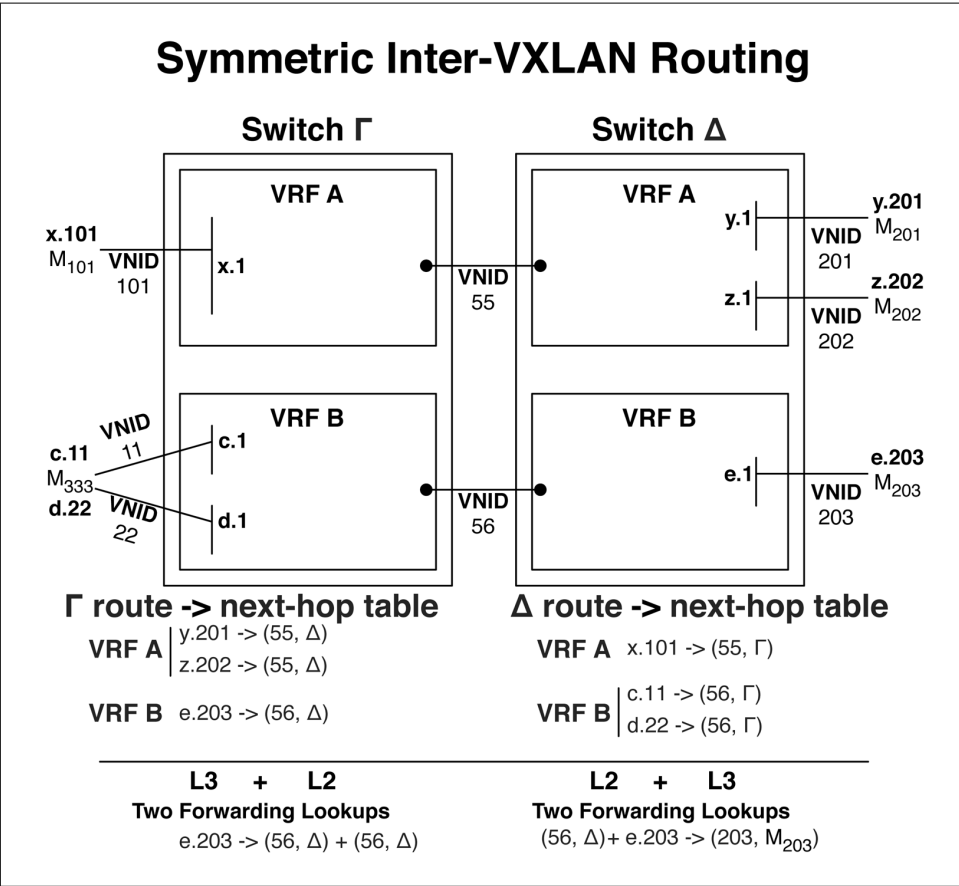 Symmetric Inter-VXLAN Routing
Switch Γ
Switch Δ
VRF A
x.101
M101
VNID
101
x.1
VNID
55
VRF A
y.1
y.201
M201
VNID
201
z.1
z.202
M202
VNID
202
VRF B
c.11
M333
d.22
VNID
11
VNID
22
c.1
d.1
VNID
56
VRF B
e.1
e.203
M203
VNID
203
Γ route -> next-hop table
VRF A
y.201 -> (55, Δ)
z.202 -> (55, Δ)
VRF B e.203 -> (56, Δ)
Δ route -> next-hop table
VRF A x.101 -> (55, Γ)
VRF B
c.11 -> (56, Γ)
d.22 -> (56, Γ)
L3 + L2
Two Forwarding Lookups
e.203 -> (56, Δ) + (56, Δ)
L2 + L3
Two Forwarding Lookups
(56, Δ)+ e.203 -> (203, M203)